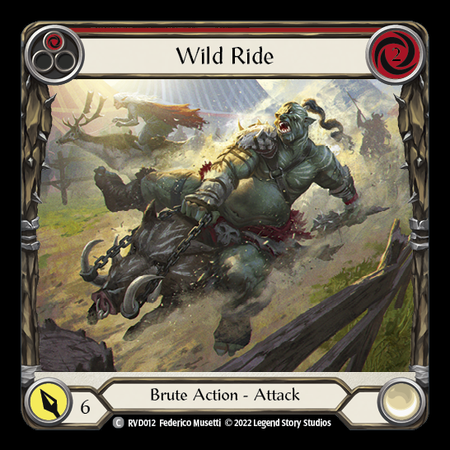 Wild Ride
2
6
Brute Action - Attack
C RVD012 Federico Musetti © 2022 Legend Story Studios